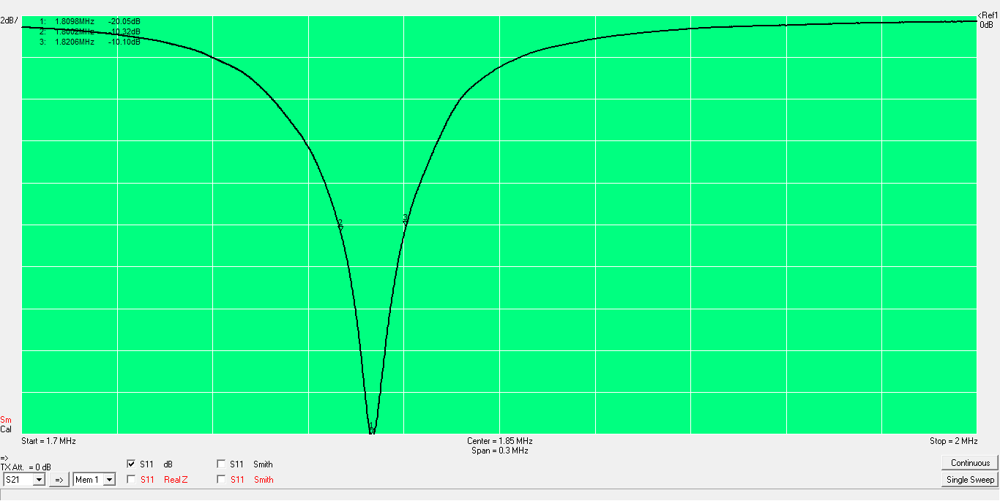 2dB/
<Ref1
0dB
1: 1.8098MHz -20.05dB
2: 1.8002MHz -10.32dB
3: 1.8206MHz -10.10dB
2
3
1
Sm
Cal
Start = 1.7 MHz
Center = 1.85 MHz
Stop = 2 MHz
Span = 0.3 MHz
=>
TX Att. = 0 dB
S11 dB
S11 Smith
Continuous
S21
=>
Mem 1
S11 Real Z
S11 Smith
Single Sweep